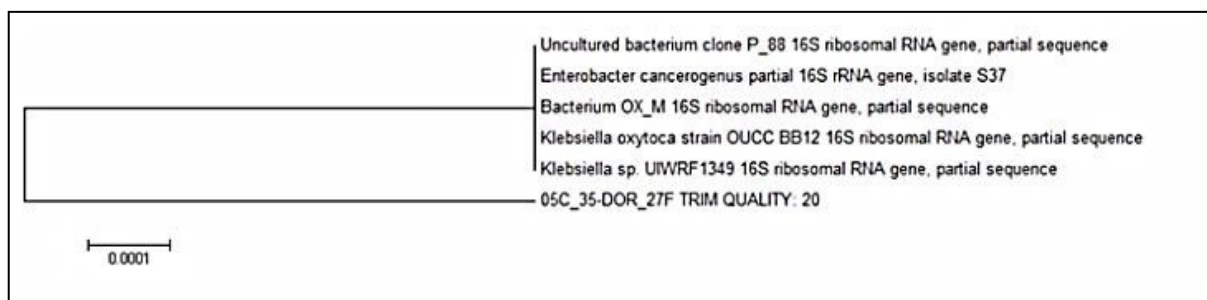 Uncultured bacterium clone P_88 16S ribosomal RNA gene, partial sequence
Enterobacter cancerogenus partial 16S rRNA gene, isolate S37
Bacterium OX_M 16S ribosomal RNA gene, partial sequence
Klebsiella oxytoca strain OUCC BB12 16S ribosomal RNA gene, partial sequence
Klebsiella sp. UIWRF1349 16S ribosomal RNA gene, partial sequence
05C_35-DOR_27F TRIM QUALITY: 20
0.0001